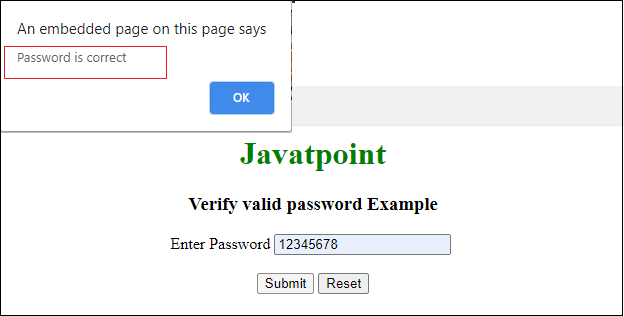 An embedded page on this page says
Password is correct
OK
Javatpoint
Verify valid password Example
Enter Password 12345678
Submit Reset